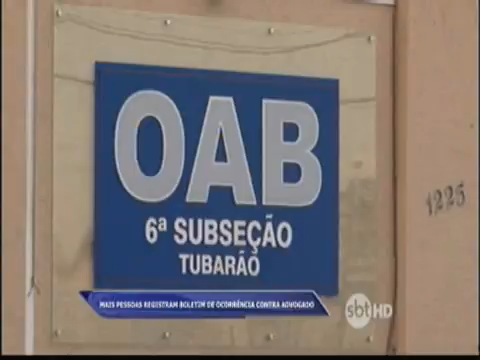 OAB
6ª SUBSEÇÃO
TUBARÃO
1225
MAIS PESSOAS REGISTRAM BOLETIM DE OCORRÊNCIA CONTRA ADVOGADO
sbt HD